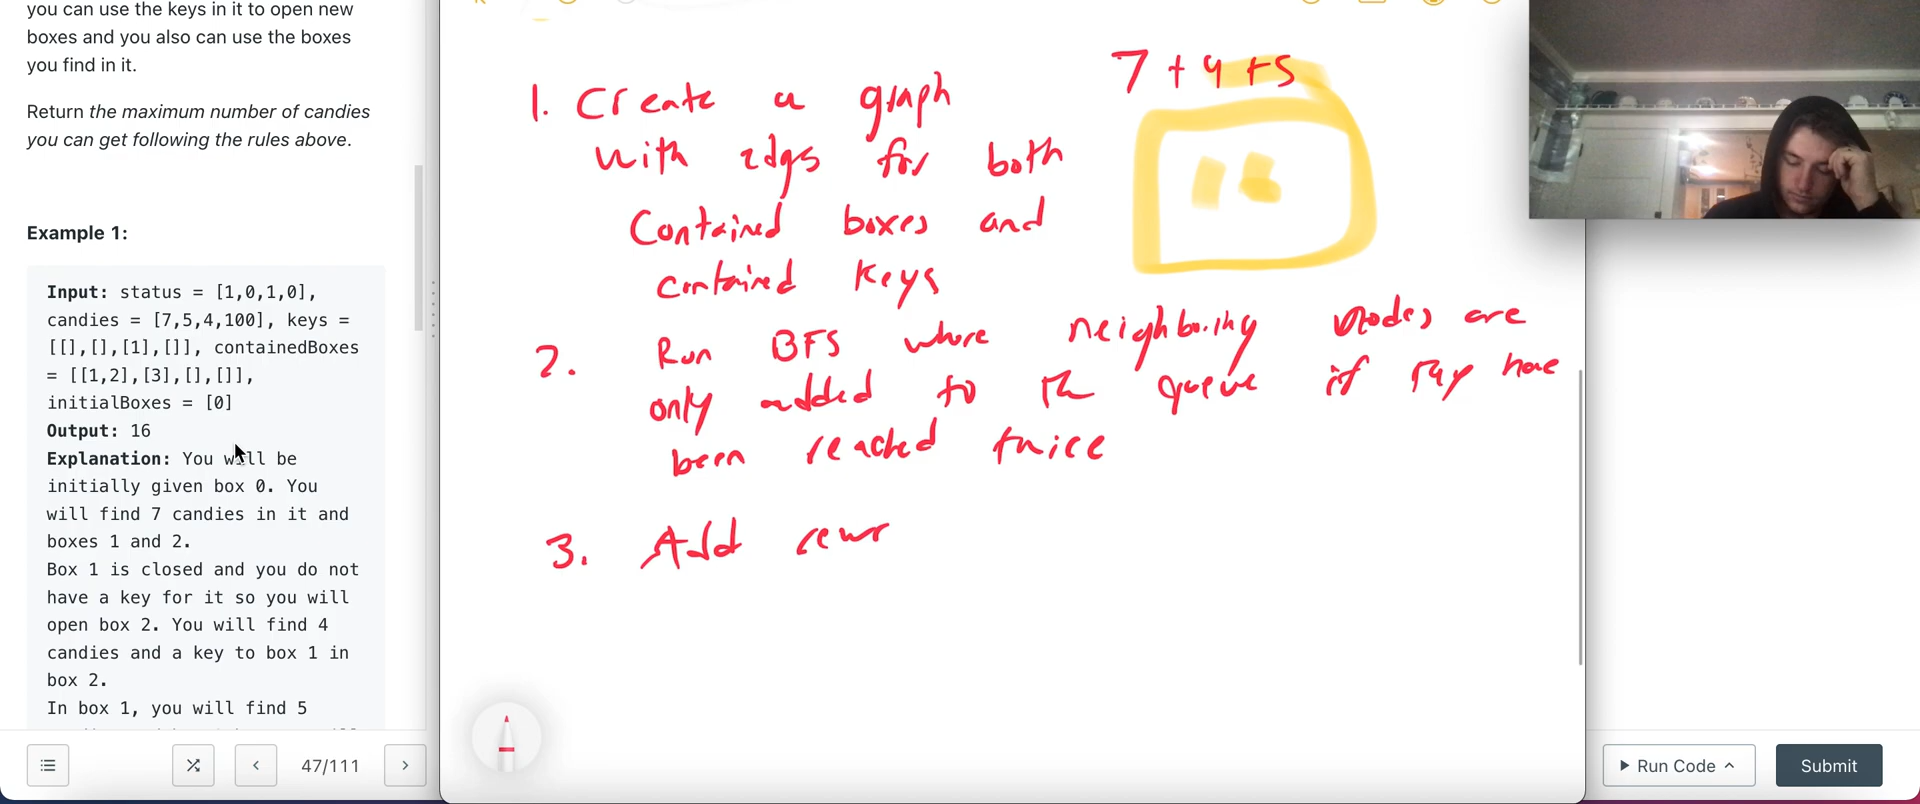 you can use the keys in it to open new
boxes and you also can use the boxes
you find in it.
Return the maximum number of candies
you can get following the rules above.
Example 1:
Input: status = [1,0,1,0],
candies = [7,5,4,100], keys =
[[],[],[1],[]], containedBoxes
= [[1,2],[3],[],[]],
initialBoxes = [0]
Output: 16
Explanation: You will be
initially given box 0. You
will find 7 candies in it and
boxes 1 and 2.
Box 1 is closed and you do not
have a key for it so you will
open box 2. You will find 4
candies and a key to box 1 in
box 2.
In box 1, you will find 5
47/111
7 + 4 + 5
16
1. Create a graph
with edgs for both
Contained boxes and
contained keys
2. Run BFS where neighboring nodes are
only added to the queue if they have
been reached twice
3. Add
Run Code
Submit